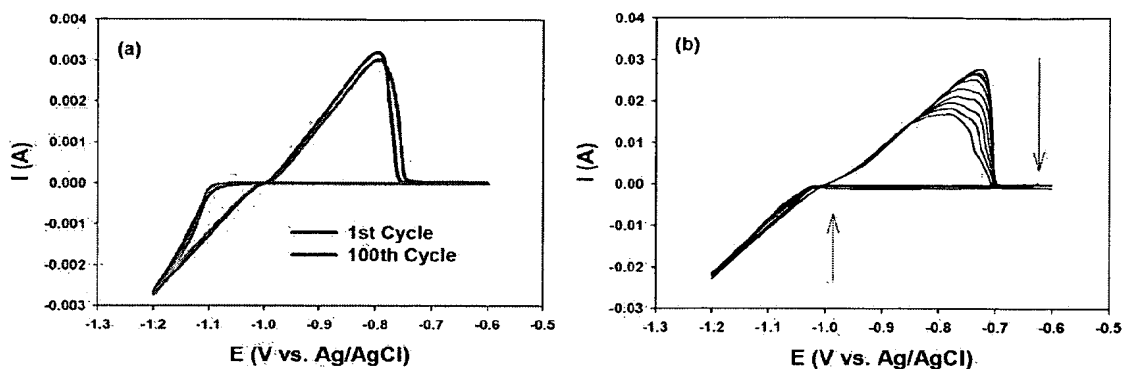 (a)
I (A)
0.004
0.003
0.002
0.001
0.000
-0.001
-0.002
-0.003
1st Cycle
100th Cycle
-1.3 -1.2 -1.1 -1.0 -0.9 -0.8 -0.7 -0.6 -0.5
E (V vs. Ag/AgCl)
(b)
I (A)
0.04
0.03
0.02
0.01
0.00
-0.01
-0.02
-0.03
-1.3 -1.2 -1.1 -1.0 -0.9 -0.8 -0.7 -0.6 -0.5
E (V vs. Ag/AgCl)